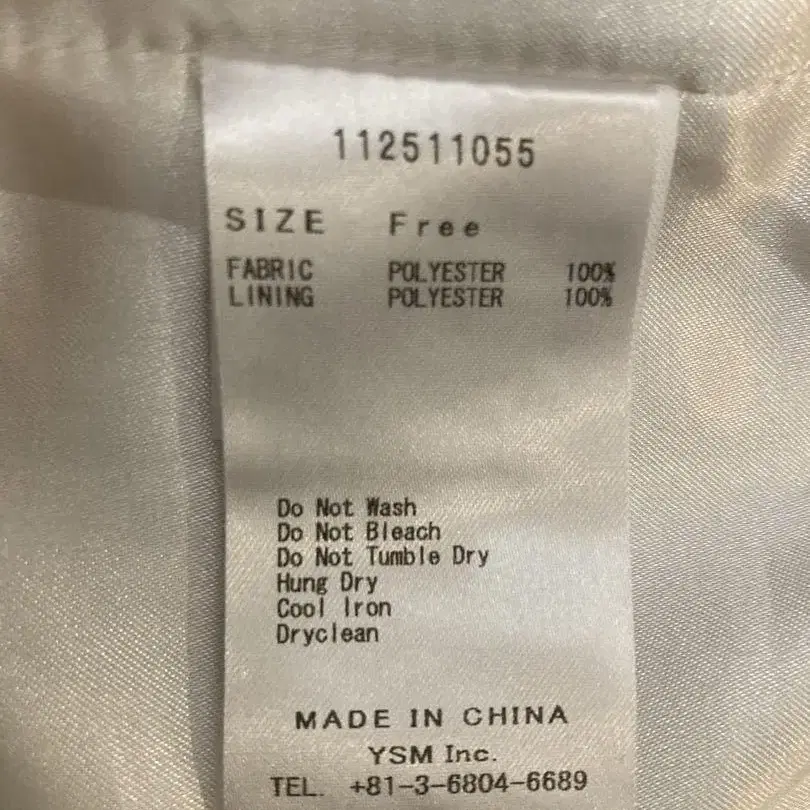 112511055
SIZE Free
FABRIC POLYESTER 100%
LINING POLYESTER 100%
Do Not Wash
Do Not Bleach
Do Not Tumble Dry
Hung Dry
Cool Iron
Dryclean
MADE IN CHINA
YSM Inc.
TEL. +81-3-6804-6689